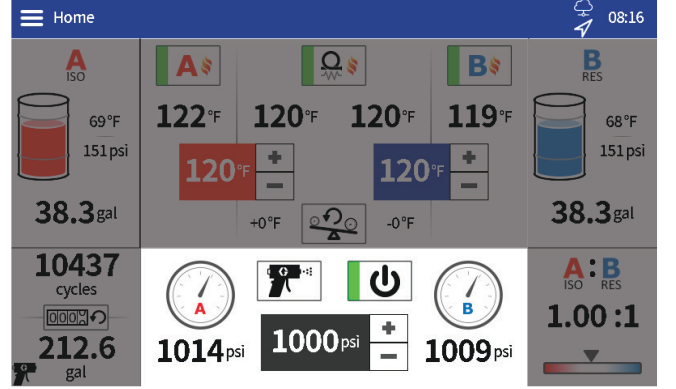 Home
08:16
A
ISO
69°F
151 psi
38.3 gal
A
B
122°F
120°F
120°F
119°F
120°F
+
−
120°F
+
−
+0°F
-0°F
B
RES
68°F
151 psi
38.3 gal
10437
cycles
212.6
gal
A
1014 psi
1000 psi
+
−
B
1009 psi
A:B
ISO RES
1.00 :1